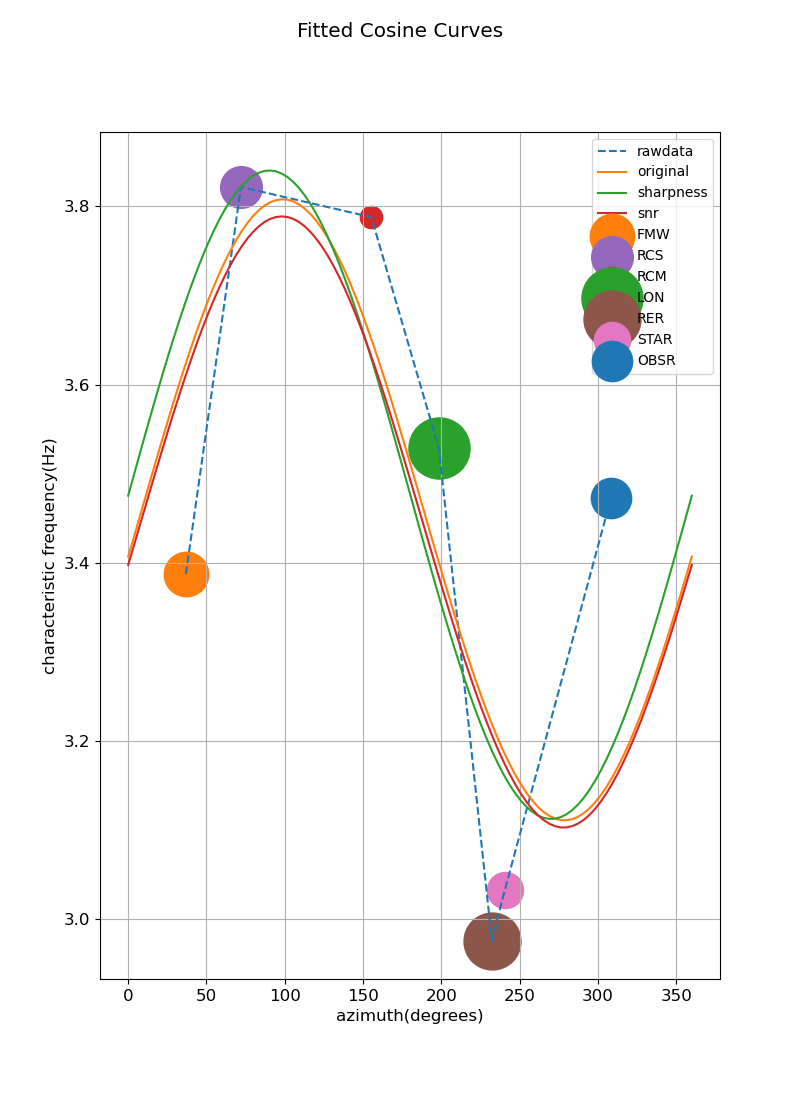 Fitted Cosine Curves
rawdata
original
sharpness
snr
FMW
RCS
RCM
LON
RER
STAR
OBSR
3.8
3.6
3.4
3.2
3.0
characteristic frequency(Hz)
0 50 100 150 200 250 300 350
azimuth(degrees)